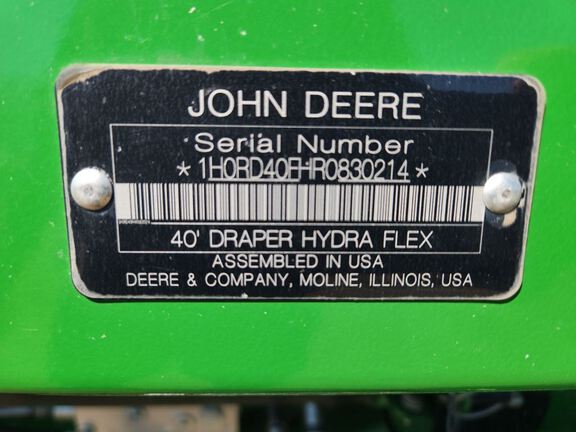 JOHN DEERE
Serial Number
*1H0RD40FHR0830214*
40' DRAPER HYDRA FLEX
ASSEMBLED IN USA
DEERE & COMPANY, MOLINE, ILLINOIS, USA